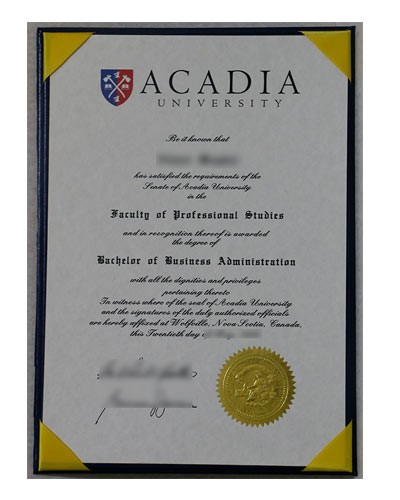 ACADIA
UNIVERSITY
Be it known that
has satisfied the requirements of the
Senate of Acadia University
in the
Faculty of Professional Studies
and in recognition thereof is awarded
the degree of
Bachelor of Business Administration
with all the dignities and privileges
pertaining thereto
In witness where of the seal of Acadia University
and the signatures of the duly authorized officials
are hereby affixed at Wolfville, Nova Scotia, Canada,
this Twentieth day